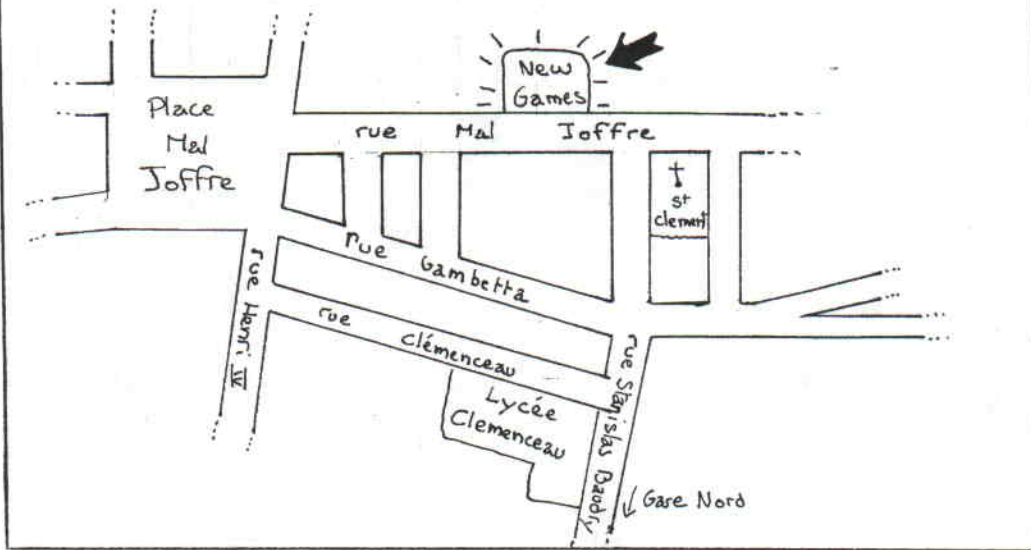 New
Games
Place
Mal
Joffre
rue Mal Joffre
St
Clement
rue Gambetta
rue Henri IV
rue Clémenceau
rue Stanislas Baudry
Lycée
Clemenceau
Gare Nord